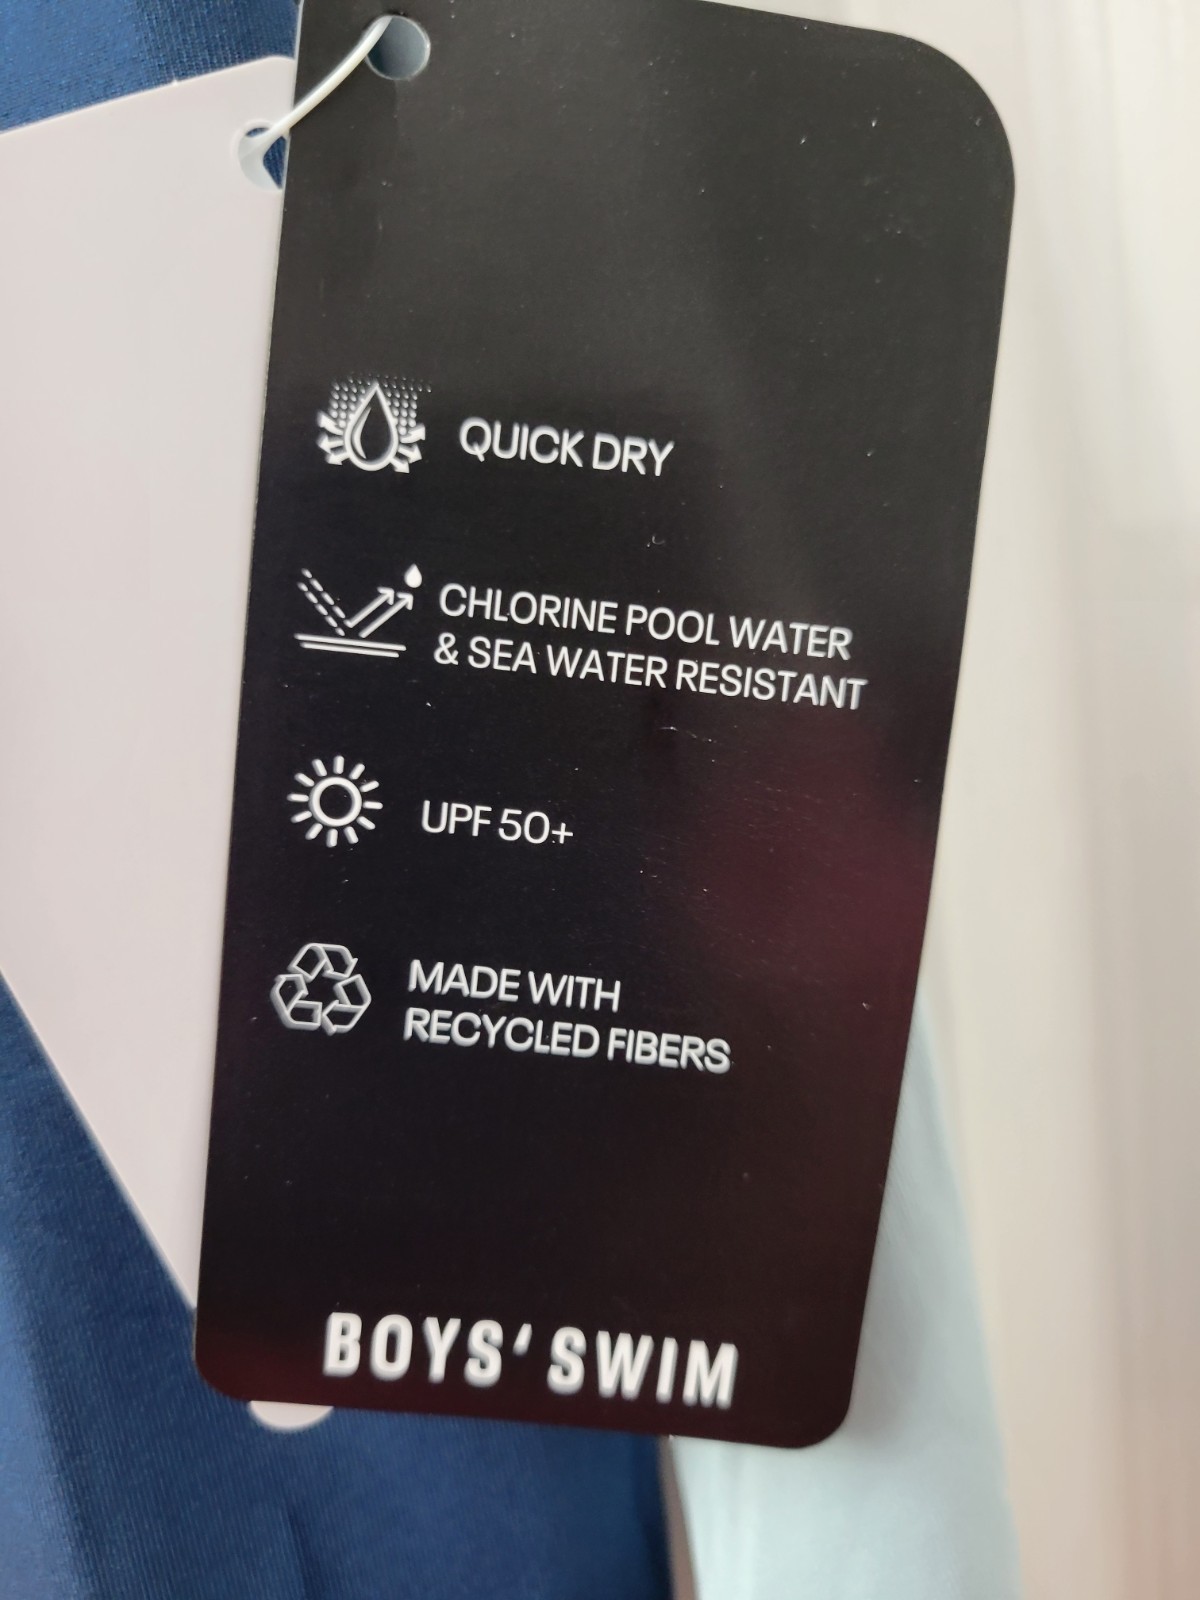 QUICK DRY
CHLORINE POOL WATER
& SEA WATER RESISTANT
UPF 50+
MADE WITH
RECYCLED FIBERS
BOYS' SWIM